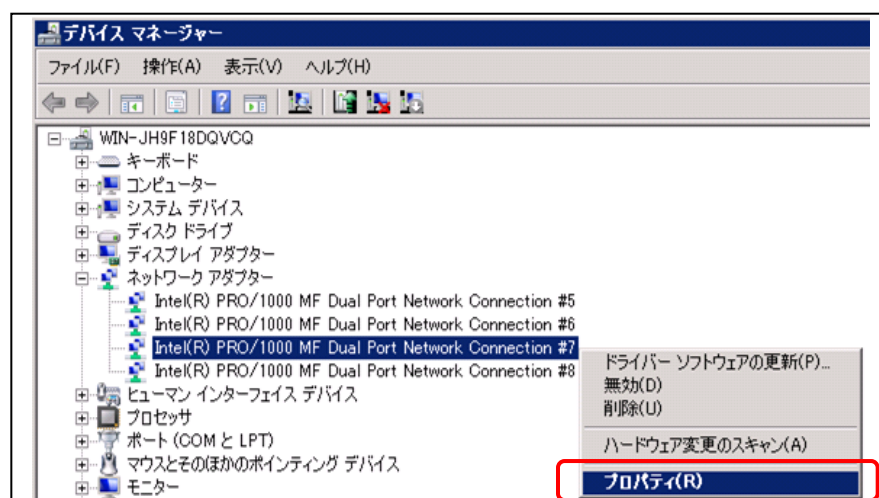 デバイス マネージャー
ファイル(F) 操作(A) 表示(V) ヘルプ(H)
WIN-JH9F18DQVCQ
キーボード
コンピューター
システム デバイス
ディスク ドライブ
ディスプレイ アダプター
ネットワーク アダプター
Intel(R) PRO/1000 MF Dual Port Network Connection #5
Intel(R) PRO/1000 MF Dual Port Network Connection #6
Intel(R) PRO/1000 MF Dual Port Network Connection #7
Intel(R) PRO/1000 MF Dual Port Network Connection #8
ヒューマン インターフェイス デバイス
プロセッサ
ポート (COM と LPT)
マウスとそのほかのポインティング デバイス
モニター
ドライバー ソフトウェアの更新(P)...
無効(D)
削除(U)
ハードウェア変更のスキャン(A)
プロパティ(R)